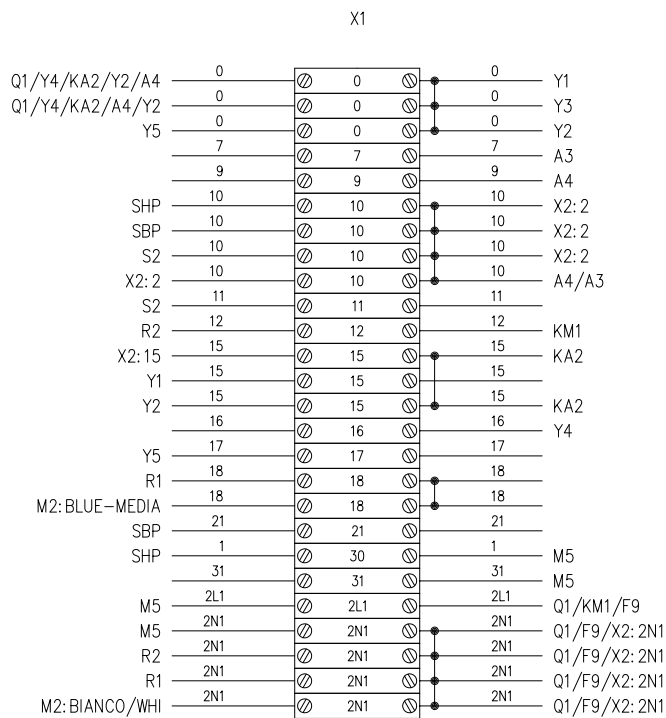 X1
Q1/Y4/KA2/Y2/A4 0 0 0 Y1
Q1/Y4/KA2/A4/Y2 0 0 0 Y3
Y5 0 0 0 Y2
7 7 7 A3
9 9 9 A4
SHP 10 10 10 X2:2
SBP 10 10 10 X2:2
S2 10 10 10 X2:2
X2:2 10 10 10 A4/A3
S2 11 11 11
R2 12 12 12 KM1
X2:15 15 15 15 KA2
Y1 15 15 15
Y2 15 15 15 KA2
16 16 16 Y4
Y5 17 17 17
R1 18 18 18
M2:BLUE-MEDIA 18 18 18
SBP 21 21 21
SHP 1 30 1 M5
31 31 31 M5
M5 2L1 2L1 2L1 Q1/KM1/F9
M5 2N1 2N1 2N1 Q1/F9/X2:2N1
R2 2N1 2N1 2N1 Q1/F9/X2:2N1
R1 2N1 2N1 2N1 Q1/F9/X2:2N1
M2:BIANCO/WHI 2N1 2N1 2N1 Q1/F9/X2:2N1